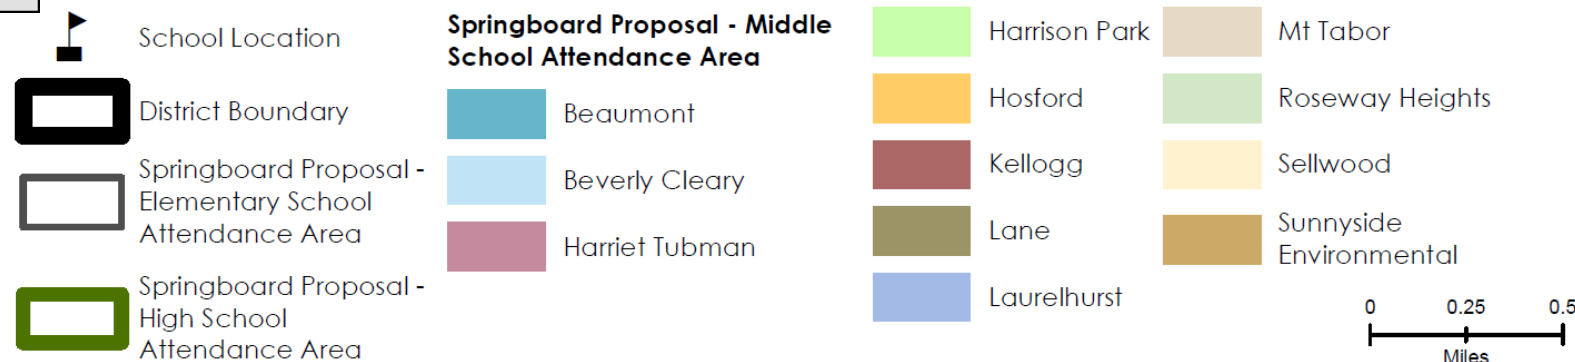 School Location
District Boundary
Springboard Proposal -
Elementary School
Attendance Area
Springboard Proposal -
High School
Attendance Area
Springboard Proposal - Middle
School Attendance Area
Beaumont
Beverly Cleary
Harriet Tubman
Harrison Park
Hosford
Kellogg
Lane
Laurelhurst
Mt Tabor
Roseway Heights
Sellwood
Sunnyside
Environmental
0 0.25 0.5
Miles